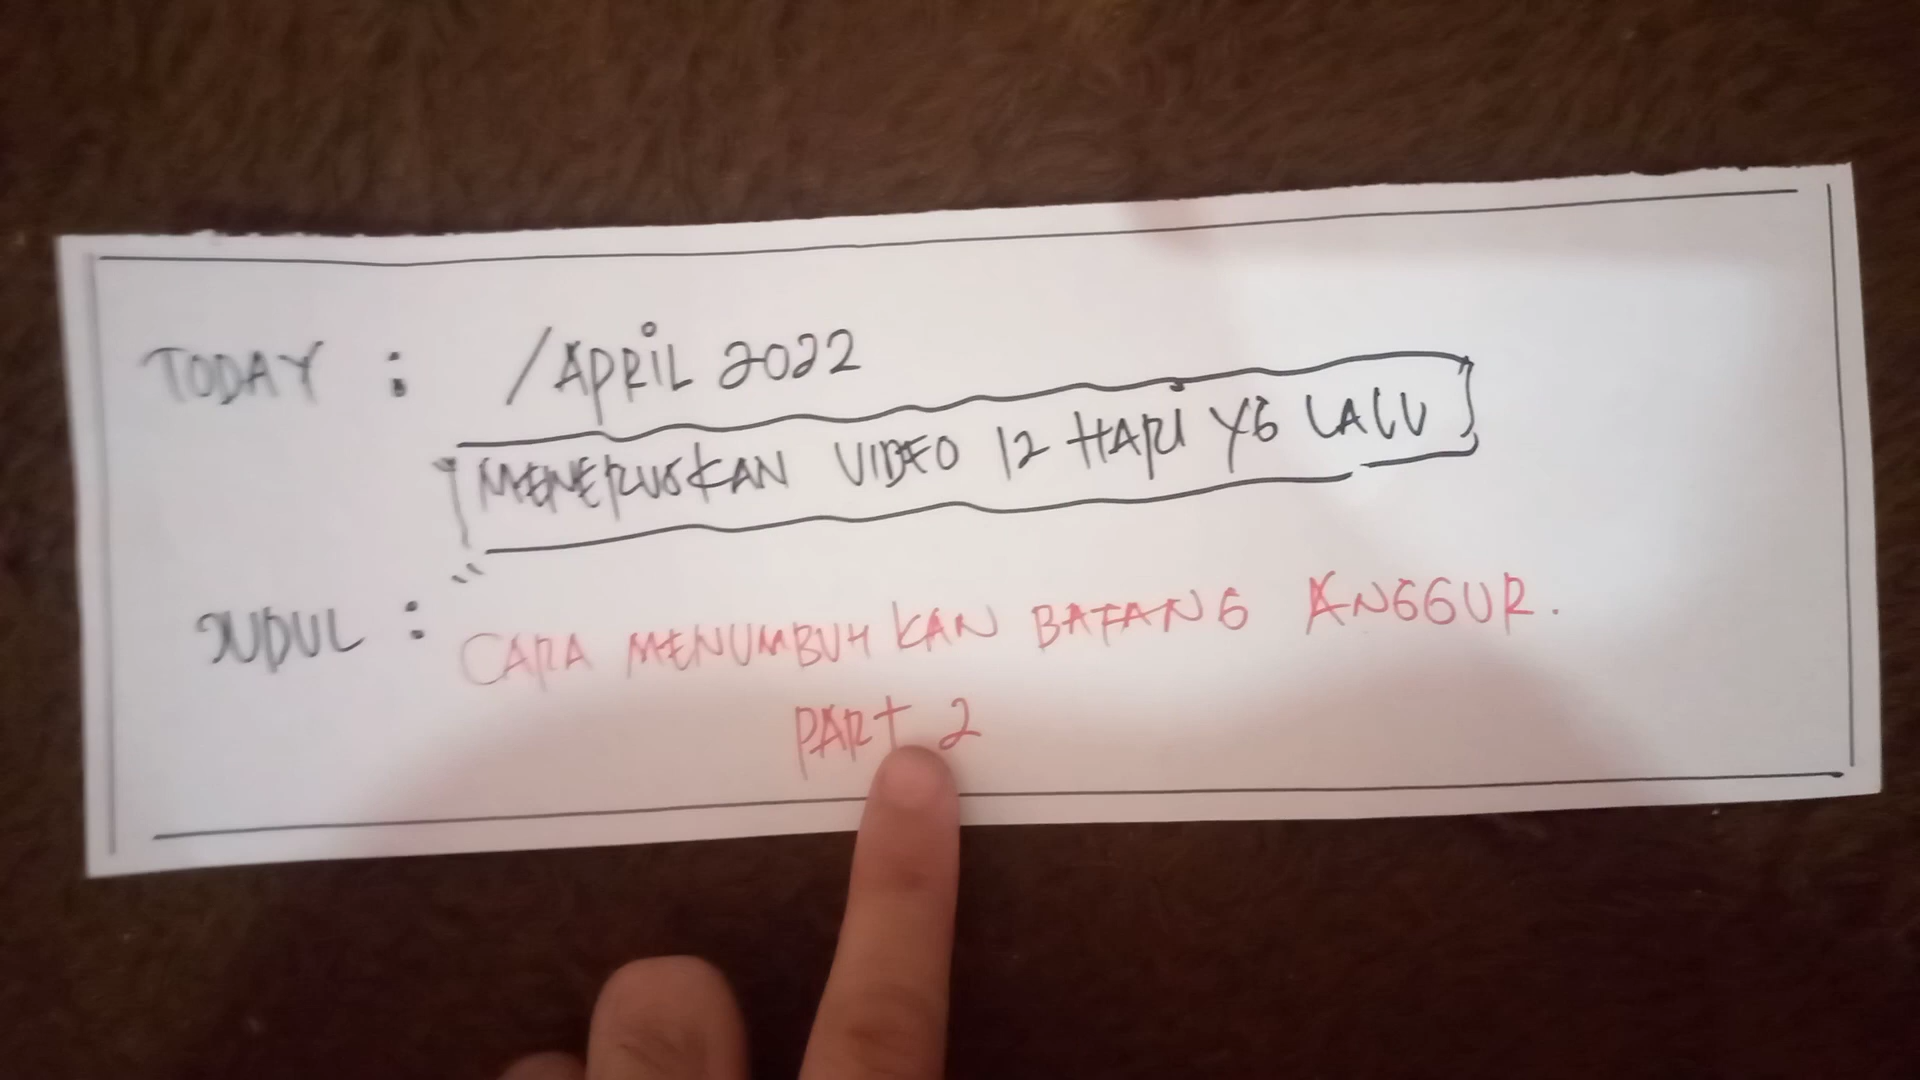 TODAY : /APRIL 2022
MENERUSKAN VIDEO 12 HARI YG LALU
"
JUDUL : CARA MENUMBUHKAN BATANG ANGGUR.
PART 2